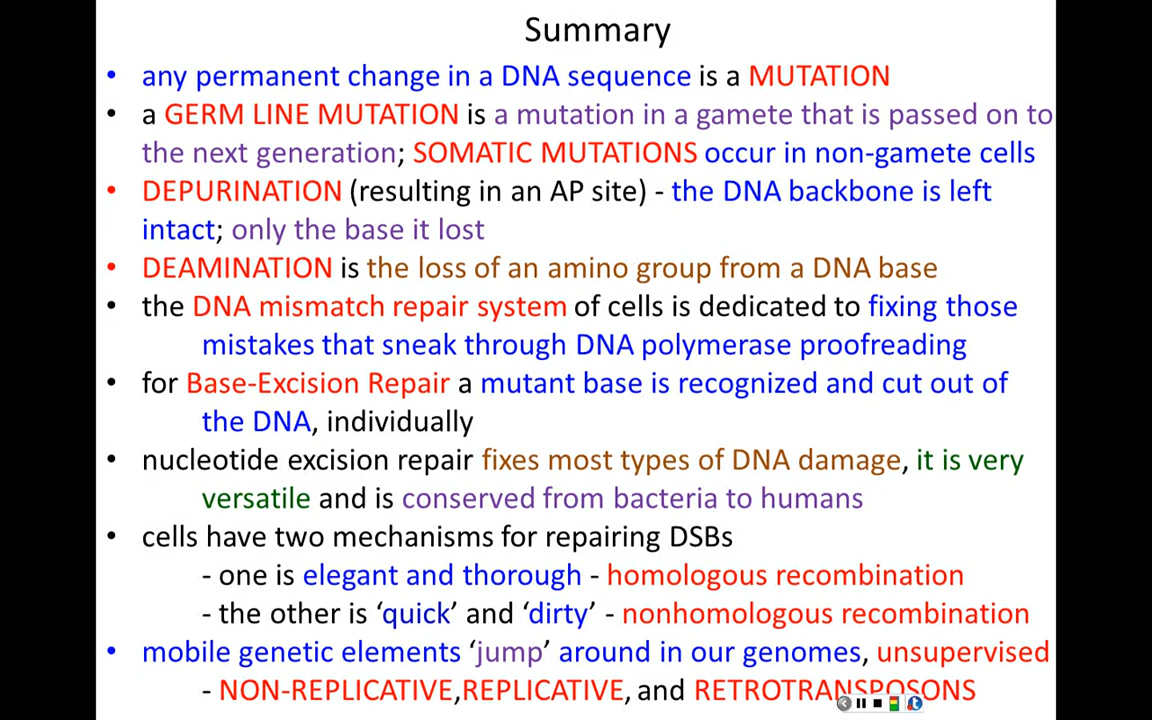 Summary
• any permanent change in a DNA sequence is a MUTATION
• a GERM LINE MUTATION is a mutation in a gamete that is passed on to
the next generation; SOMATIC MUTATIONS occur in non-gamete cells
• DEPURINATION (resulting in an AP site) - the DNA backbone is left
intact; only the base it lost
• DEAMINATION is the loss of an amino group from a DNA base
• the DNA mismatch repair system of cells is dedicated to fixing those
mistakes that sneak through DNA polymerase proofreading
• for Base-Excision Repair a mutant base is recognized and cut out of
the DNA, individually
• nucleotide excision repair fixes most types of DNA damage, it is very
versatile and is conserved from bacteria to humans
• cells have two mechanisms for repairing DSBs
- one is elegant and thorough - homologous recombination
- the other is ‘quick’ and ‘dirty’ - nonhomologous recombination
• mobile genetic elements ‘jump’ around in our genomes, unsupervised
- NON-REPLICATIVE,REPLICATIVE, and RETROTRANSPOSONS